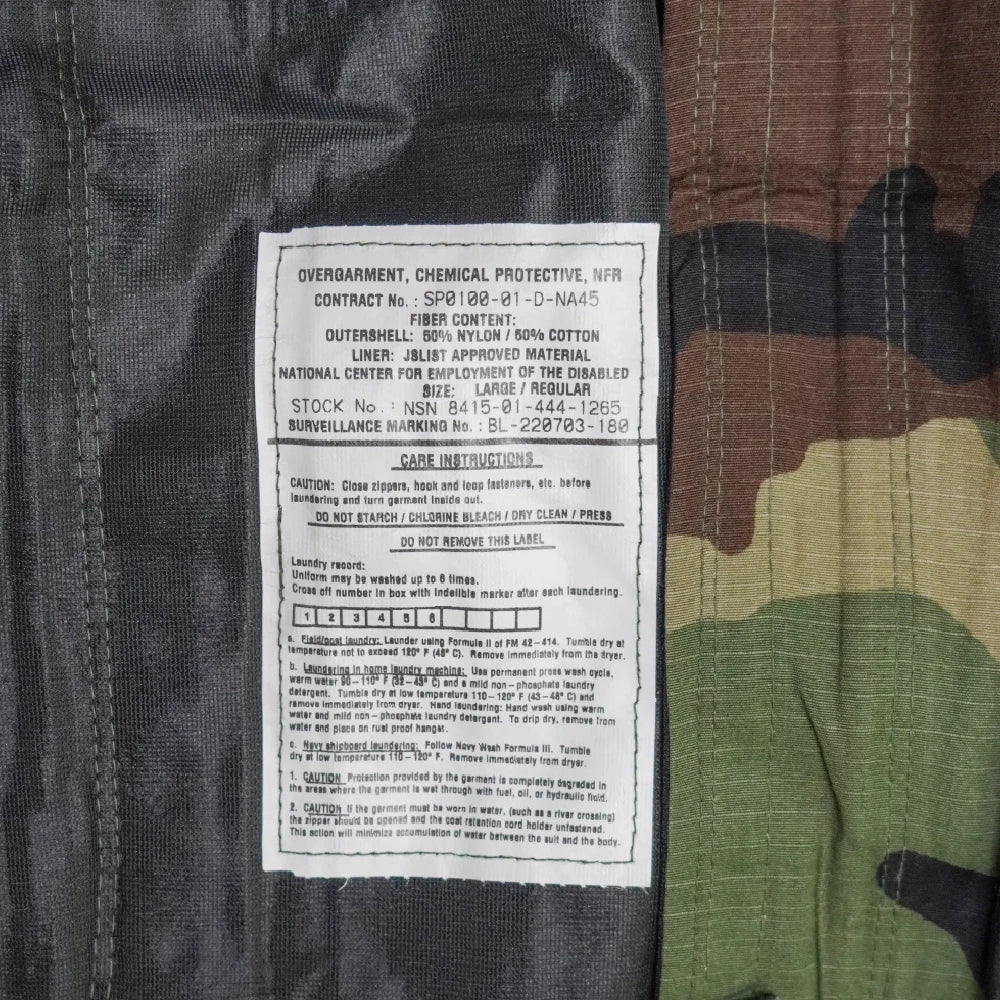 OVERGARMENT, CHEMICAL PROTECTIVE, NFR
CONTRACT No. : SP0100-01-D-NA45
FIBER CONTENT:
OUTERSHELL: 50% NYLON / 50% COTTON
LINER: JSLIST APPROVED MATERIAL
NATIONAL CENTER FOR EMPLOYMENT OF THE DISABLED
SIZE: LARGE / REGULAR
STOCK No. : NSN 8415-01-444-1265
SURVEILLANCE MARKING No. : BL-220703-180
CARE INSTRUCTIONS
CAUTION: Close zippers, hook and loop fasteners, etc. before
laundering and turn garment inside out.
DO NOT STARCH / CHLORINE BLEACH / DRY CLEAN / PRESS
DO NOT REMOVE THIS LABEL
Laundry record:
Uniform may be washed up to 6 times.
Cross off number in box with indelible marker after each laundering.
1 2 3 4 5 6
a. Field/post laundry: Launder using Formula II of FM 42-414. Tumble dry at
temperature not to exceed 120° F (48° C). Remove immediately from the dryer.
b. Laundering in home laundry machine: Use permanent press wash cycle,
warm water 90-110° F (32-43° C) and a mild non-phosphate laundry
detergent. Tumble dry at low temperature 110-120° F (43-48° C) and
remove immediately from dryer. Hand laundering: Hand wash using warm
water and mild non-phosphate laundry detergent. To drip dry, remove from
water and place on rust proof hanger.
c. Navy shipboard laundering: Follow Navy Wash Formula III. Tumble
dry at low temperature 110-120° F. Remove immediately from dryer.
1. CAUTION Protection provided by the garment is completely degraded in
the areas where the garment is wet through with fuel, oil, or hydraulic fluid.
2. CAUTION If the garment must be worn in water, (such as a river crossing)
the zipper should be opened and the coat retention cord holder unfastened.
This action will minimize accumulation of water between the suit and the body.